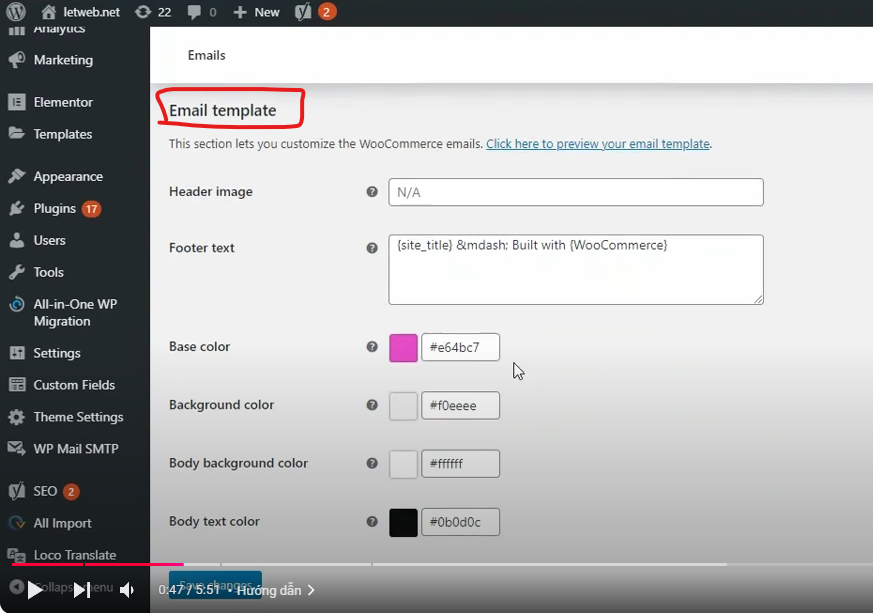 letweb.net 22 0 New 2
Analytics
Marketing
Elementor
Templates
Appearance
Plugins 17
Users
Tools
All-in-One WP
Migration
Settings
Custom Fields
Theme Settings
WP Mail SMTP
SEO 2
All Import
Loco Translate
Collapse menu
Emails
Email template
This section lets you customize the WooCommerce emails. Click here to preview your email template.
Header image
N/A
Footer text
{site_title} &mdash; Built with {WooCommerce}
Base color
#e64bc7
Background color
#f0eeee
Body background color
#ffffff
Body text color
#0b0d0c
Save changes
0:47 / 5:51 • Hướng dẫn